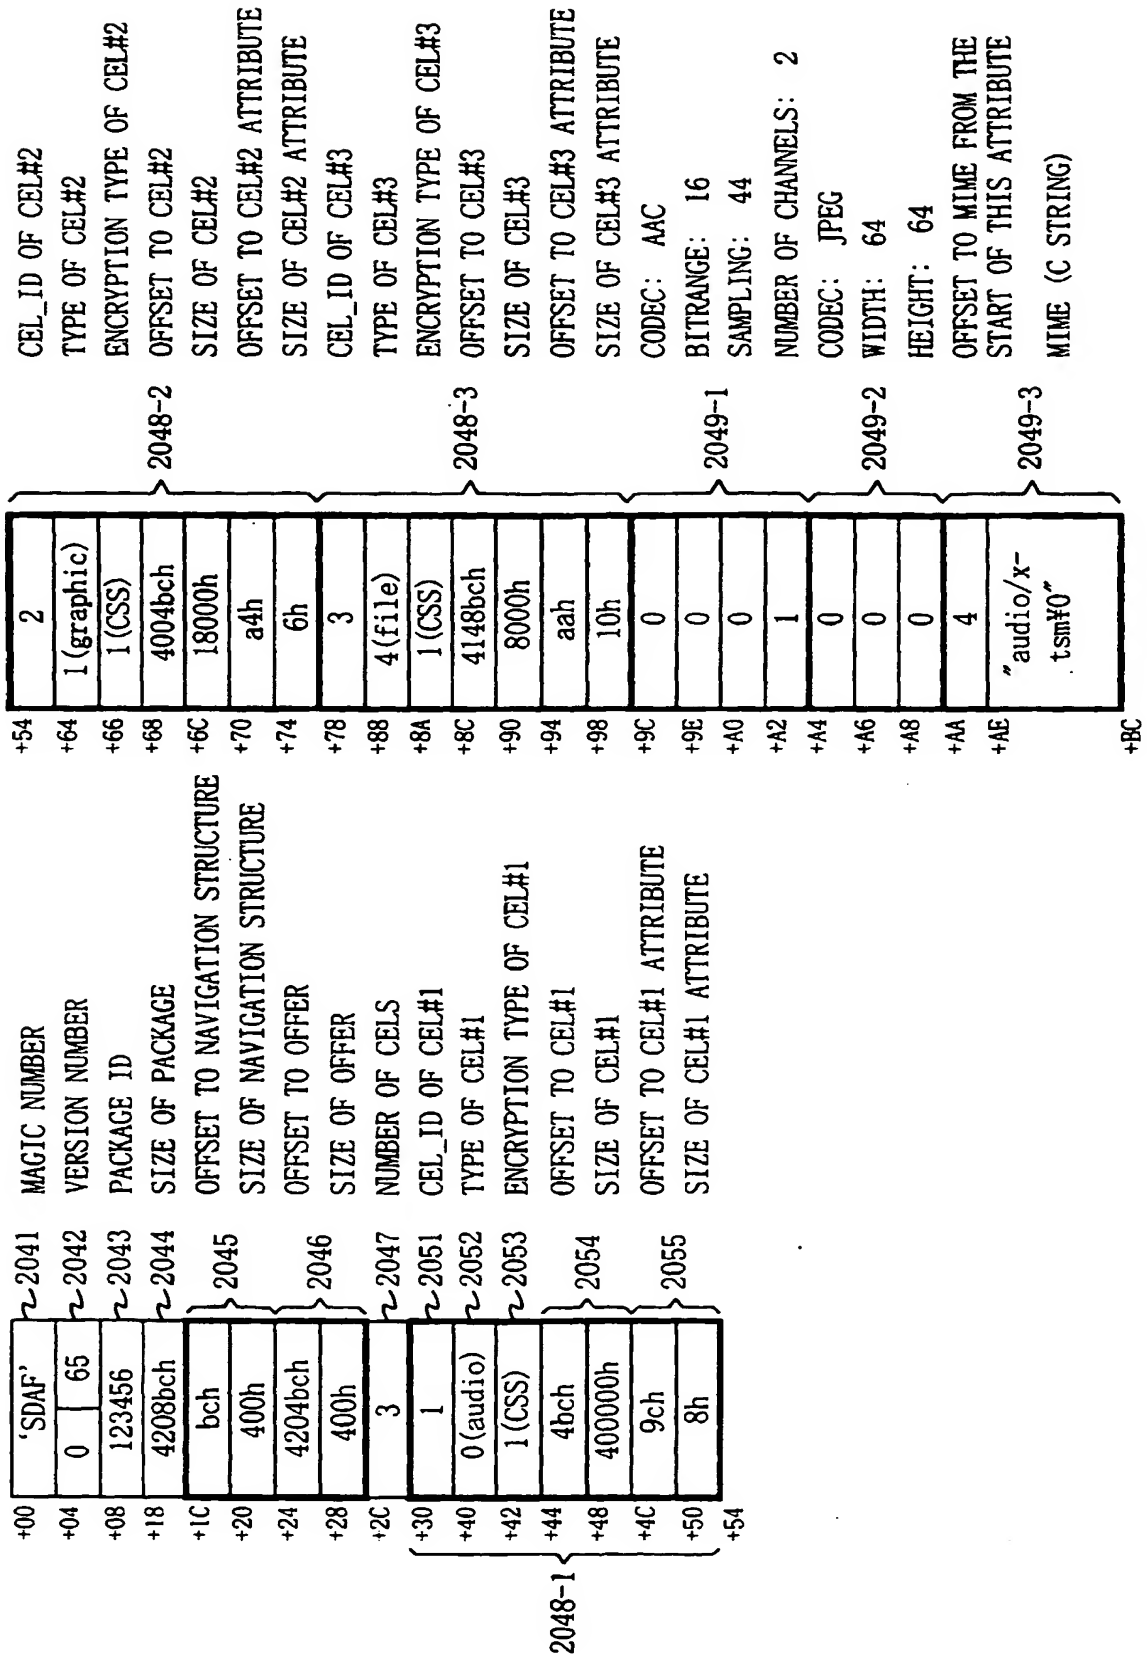 +00 'SDAF' 2041 MAGIC NUMBER
+04 0 65 2042 VERSION NUMBER
+08 123456 2043 PACKAGE ID
+18 4208bch 2044 SIZE OF PACKAGE
+1C bch OFFSET TO NAVIGATION STRUCTURE
2045
+20 400h SIZE OF NAVIGATION STRUCTURE
+24 4204bch OFFSET TO OFFER
2046
+28 400h SIZE OF OFFER
+2C 3 2047 NUMBER OF CELS
+30 1 2051 CEL_ID OF CEL#1
+40 0(audio) 2052 TYPE OF CEL#1
+42 1(CSS) 2053 ENCRYPTION TYPE OF CEL#1
+44 4bch OFFSET TO CEL#1
2054
+48 400000h SIZE OF CEL#1
+4C 9ch OFFSET TO CEL#1 ATTRIBUTE
2055
+50 8h SIZE OF CEL#1 ATTRIBUTE
+54
2048-1
+54 2 CEL_ID OF CEL#2
+64 1(graphic) TYPE OF CEL#2
+66 1(CSS) ENCRYPTION TYPE OF CEL#2
+68 4004bch OFFSET TO CEL#2
2048-2
+6C 18000h SIZE OF CEL#2
+70 a4h OFFSET TO CEL#2 ATTRIBUTE
+74 6h SIZE OF CEL#2 ATTRIBUTE
+78 3 CEL_ID OF CEL#3
+88 4(file) TYPE OF CEL#3
+8A 1(CSS) ENCRYPTION TYPE OF CEL#3
+8C 4148bch OFFSET TO CEL#3
2048-3
+90 8000h SIZE OF CEL#3
+94 aah OFFSET TO CEL#3 ATTRIBUTE
+98 10h SIZE OF CEL#3 ATTRIBUTE
+9C 0 CODEC: AAC
+9E 0 BITRANGE: 16
2049-1
+A0 0 SAMPLING: 44
+A2 1 NUMBER OF CHANNELS: 2
+A4 0 CODEC: JPEG
+A6 0 2049-2 WIDTH: 64
+A8 0 HEIGHT: 64
+AA 4 OFFSET TO MIME FROM THE
START OF THIS ATTRIBUTE
2049-3
+AE "audio/x-
tsm¥0" MIME (C STRING)
+BC